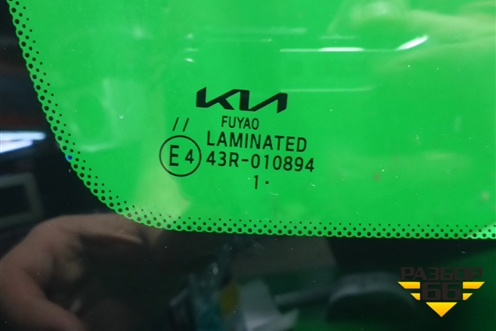 KIA
FUYAO
//
LAMINATED
E4
43R-010894
1 .
РАЗБОР
66